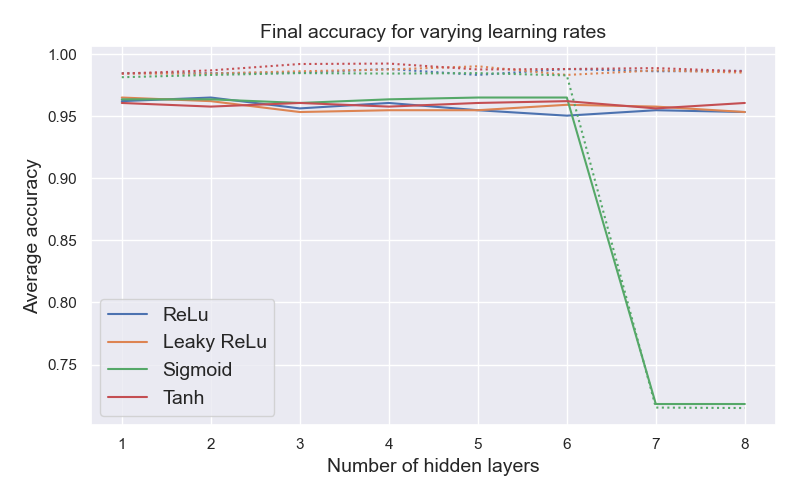 Final accuracy for varying learning rates
1.00
0.95
0.90
0.85
0.80
0.75
Average accuracy
ReLu
Leaky ReLu
Sigmoid
Tanh
1 2 3 4 5 6 7 8
Number of hidden layers